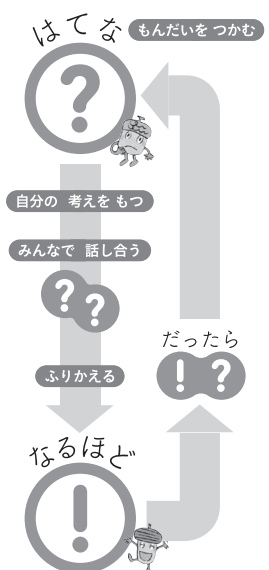 はてな
もんだいを つかむ
?
自分の 考えを もつ
みんなで 話し合う
? ?
ふりかえる
だったら
! ?
なるほど
!